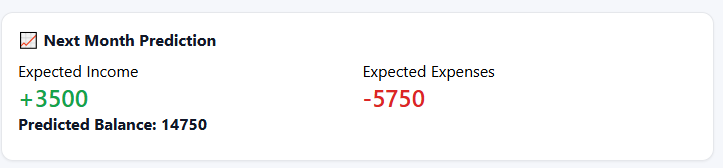 Next Month Prediction
Expected Income
+3500
Expected Expenses
-5750
Predicted Balance: 14750